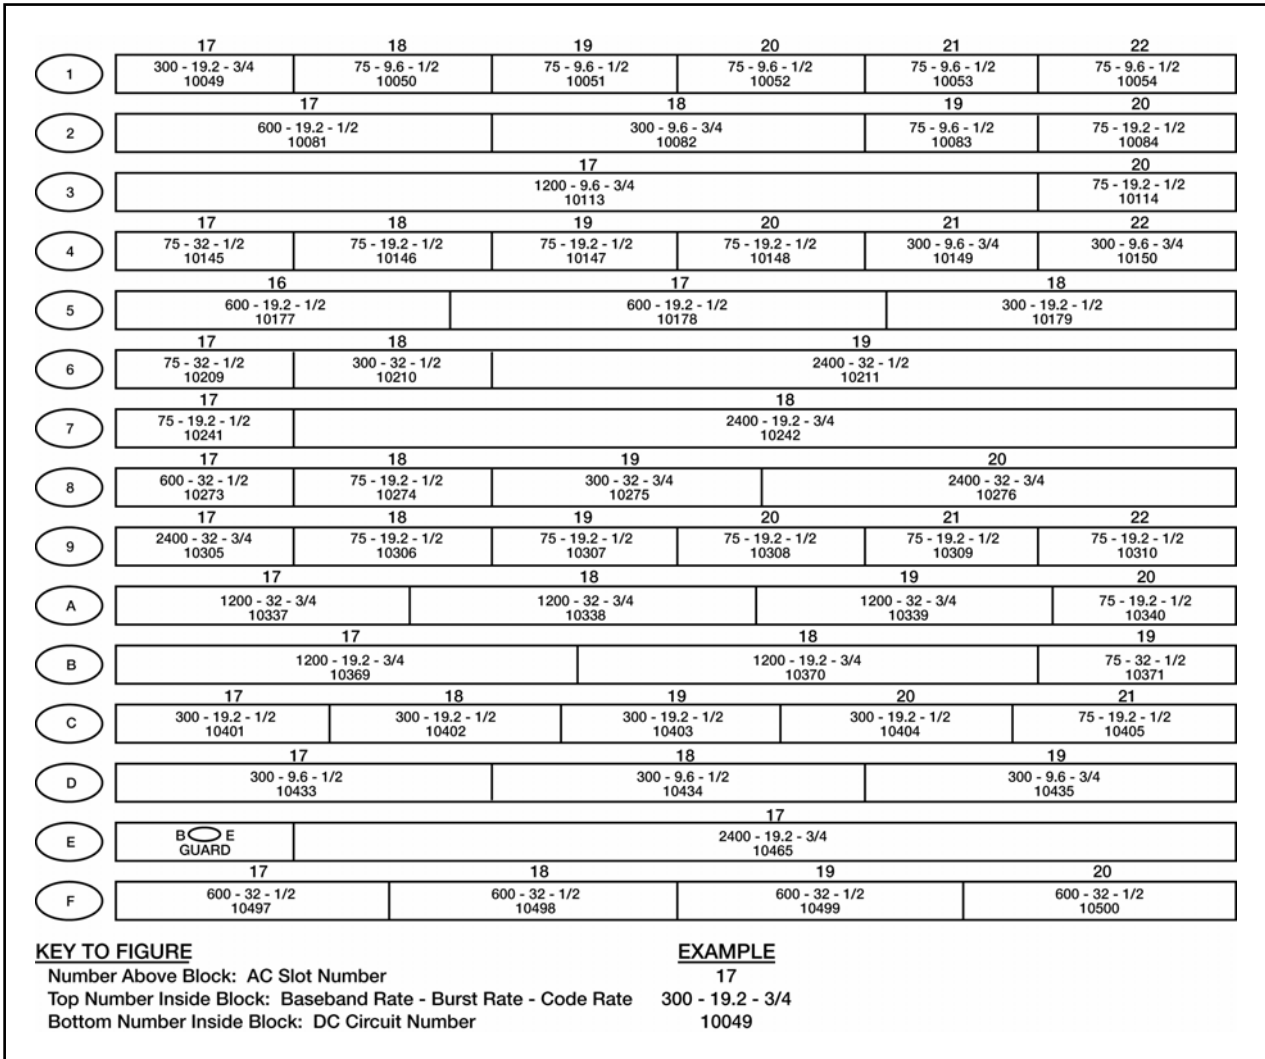 17 18 19 20 21 22
1
300 - 19.2 - 3/4 75 - 9.6 - 1/2 75 - 9.6 - 1/2 75 - 9.6 - 1/2 75 - 9.6 - 1/2 75 - 9.6 - 1/2
10049 10050 10051 10052 10053 10054
17 18 19 20
2
600 - 19.2 - 1/2 300 - 9.6 - 3/4 75 - 9.6 - 1/2 75 - 19.2 - 1/2
10081 10082 10083 10084
17 20
3
1200 - 9.6 - 3/4 75 - 19.2 - 1/2
10113 10114
17 18 19 20 21 22
4
75 - 32 - 1/2 75 - 19.2 - 1/2 75 - 19.2 - 1/2 75 - 19.2 - 1/2 300 - 9.6 - 3/4 300 - 9.6 - 3/4
10145 10146 10147 10148 10149 10150
16 17 18
5
600 - 19.2 - 1/2 600 - 19.2 - 1/2 300 - 19.2 - 1/2
10177 10178 10179
17 18 19
6
75 - 32 - 1/2 300 - 32 - 1/2 2400 - 32 - 1/2
10209 10210 10211
17 18
7
75 - 19.2 - 1/2 2400 - 19.2 - 3/4
10241 10242
17 18 19 20
8
600 - 32 - 1/2 75 - 19.2 - 1/2 300 - 32 - 3/4 2400 - 32 - 3/4
10273 10274 10275 10276
17 18 19 20 21 22
9
2400 - 32 - 3/4 75 - 19.2 - 1/2 75 - 19.2 - 1/2 75 - 19.2 - 1/2 75 - 19.2 - 1/2 75 - 19.2 - 1/2
10305 10306 10307 10308 10309 10310
17 18 19 20
A
1200 - 32 - 3/4 1200 - 32 - 3/4 1200 - 32 - 3/4 75 - 19.2 - 1/2
10337 10338 10339 10340
17 18 19
B
1200 - 19.2 - 3/4 1200 - 19.2 - 3/4 75 - 32 - 1/2
10369 10370 10371
17 18 19 20 21
C
300 - 19.2 - 1/2 300 - 19.2 - 1/2 300 - 19.2 - 1/2 300 - 19.2 - 1/2 75 - 19.2 - 1/2
10401 10402 10403 10404 10405
17 18 19
D
300 - 9.6 - 1/2 300 - 9.6 - 1/2 300 - 9.6 - 3/4
10433 10434 10435
17
E
B E 2400 - 19.2 - 3/4
GUARD 10465
17 18 19 20
F
600 - 32 - 1/2 600 - 32 - 1/2 600 - 32 - 1/2 600 - 32 - 1/2
10497 10498 10499 10500
KEY TO FIGURE EXAMPLE
Number Above Block: AC Slot Number 17
Top Number Inside Block: Baseband Rate - Burst Rate - Code Rate 300 - 19.2 - 3/4
Bottom Number Inside Block: DC Circuit Number 10049